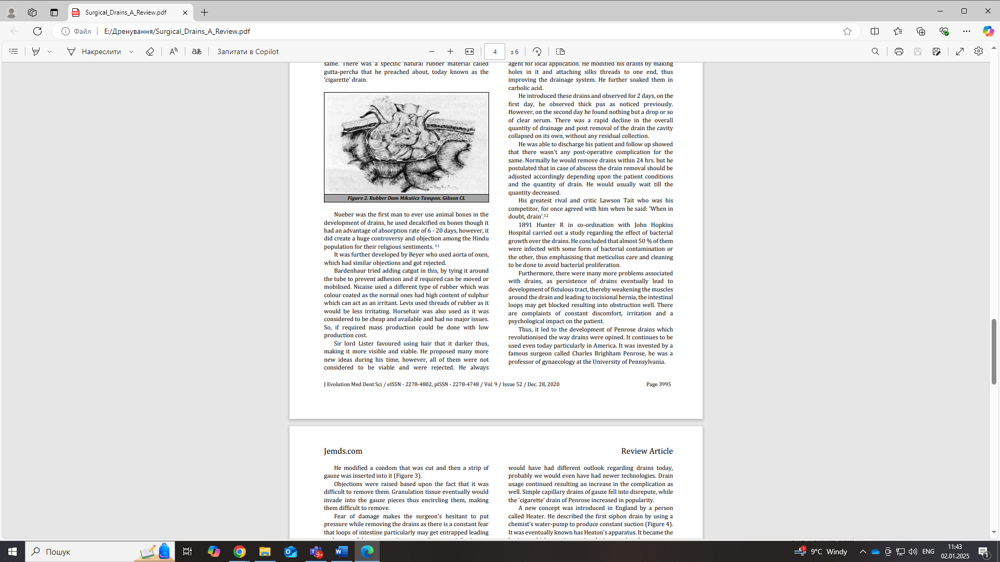 Surgical_Drains_A_Review.pdf
Файл
E:/Дренування/Surgical_Drains_A_Review.pdf
Накреслити
Запитати в Copilot
4
з 6
same. There was a specific natural rubber material called
gutta-percha that he preached about, today known as the
‘cigarette’ drain.
Figure 2. Rubber Dam Mikuiicz Tampon. Gibson CL
Nueber was the first man to ever use animal bones in the
development of drains, he used decalcified ox bones though it
had an advantage of absorption rate of 6 - 20 days, however, it
did create a huge controversy and objection among the Hindu
population for their religious sentiments. 11
It was further developed by Beyer who used aorta of oxen,
which had similar objections and got rejected.
Bardenhaur tried adding catgut in this, by tying it around
the tube to prevent adhesion and if required can be moved or
mobilised. Nicaise used a different type of rubber which was
colour coated as the normal ones had high content of sulphur
which can act as an irritant. Levis used threads of rubber as it
would be less irritating. Horsehair was also used as it was
considered to be cheap and available and had no major issues.
So, if required mass production could be done with low
production cost.
Sir lord Lister favoured using hair that it darker thus,
making it more visible and viable. He proposed many more
new ideas during his time, however, all of them were not
considered to be viable and were rejected. He always
agent for local application. He modified his drains by making
holes in it and attaching silks threads to one end, thus
improving the drainage system. He further soaked them in
carbolic acid.
He introduced these drains and observed for 2 days, on the
first day, he observed thick pus as noticed previously.
However, on the second day he found nothing but a drop or so
of clear serum. There was a rapid decline in the overall
quantity of drainage and post removal of the drain the cavity
collapsed on its own, without any residual collection.
He was able to discharge his patient and follow up showed
that there wasn’t any post-operative complication for the
same. Normally he would remove drains within 24 hrs. but he
postulated that in case of abscess the drain removal should be
adjusted accordingly depending upon the patient conditions
and the quantity of drain. He would usually wait till the
quantity decreased.
His greatest rival and critic Lawson Tait who was his
competitor, for once agreed with him when he said: ‘When in
doubt, drain’.12
1891 Hunter R in co-ordination with John Hopkins
Hospital carried out a study regarding the effect of bacterial
growth over the drains. He concluded that almost 50 % of them
were infected with some form of bacterial contamination or
the other, thus emphasising that meticulius care and cleaning
to be done to avoid bacterial proliferation.
Furthermore, there were many more problems associated
with drains, as persistence of drains eventually lead to
development of fistulous tract, thereby weakening the muscles
around the drain and leading to incisional hernia, the intestinal
loops may get blocked resulting into obstruction well. There
are complaints of constant discomfort, irritation and a
psychological impact on the patient.
Thus, it led to the development of Penrose drains which
revolutionised the way drains were opined. It continues to be
used even today particularly in America. It was invented by a
famous surgeon called Charles Brighham Penrose, he was a
professor of gynaecology at the University of Pennsylvania.
J Evolution Med Dent Sci / eISSN - 2278-4802, pISSN - 2278-4748 / Vol. 9 / Issue 52 / Dec. 28, 2020
Page 3995
Jemds.com
Review Article
He modified a condom that was cut and then a strip of
gauze was inserted into it (Figure 3).
Objections were raised based upon the fact that it was
difficult to remove them. Granulation tissue eventually would
invade into the gauze pieces thus encircling them, making
them difficult to remove.
Fear of damage makes the surgeon’s hesitant to put
pressure while removing the drains as there is a constant fear
that loops of intestine particularly may get entrapped leading
would have had different outlook regarding drains today,
probably we would even have had newer technologies. Drain
usage continued resulting an increase in the complication as
well. Simple capillary drains of gauze fell into disrepute, while
the ‘cigarette’ drain of Penrose increased in popularity.
A new concept was introduced in England by a person
called Heater. He described the first siphon drain by using a
chemist’s water-pump to produce constant suction (Figure 4).
It was eventually known has Heaton’s apparatus. It became the
Пошук
9+
1
9°C Windy
ENG
11:43
02.01.2025
1